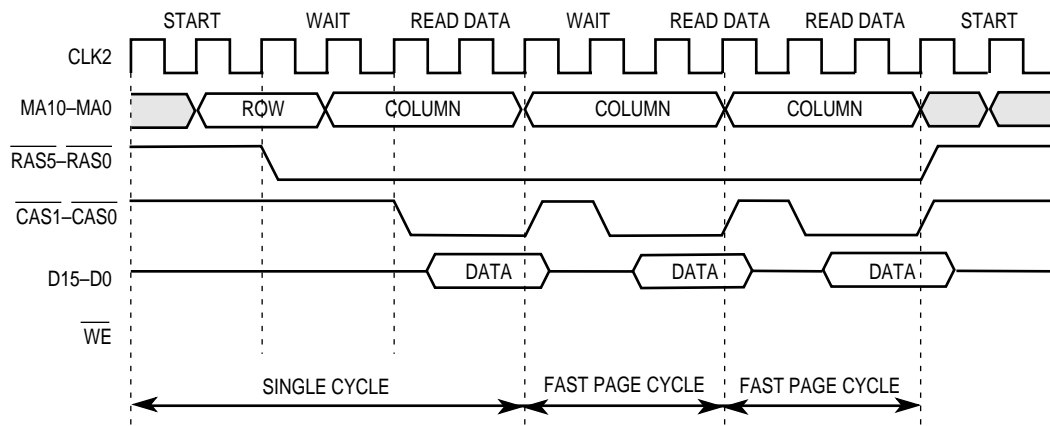 START WAIT READ DATA WAIT READ DATA READ DATA START
CLK2
MA10–MA0 ROW COLUMN COLUMN COLUMN
RAS5–RAS0
CAS1–CAS0
D15–D0 DATA DATA DATA
WE
SINGLE CYCLE FAST PAGE CYCLE FAST PAGE CYCLE